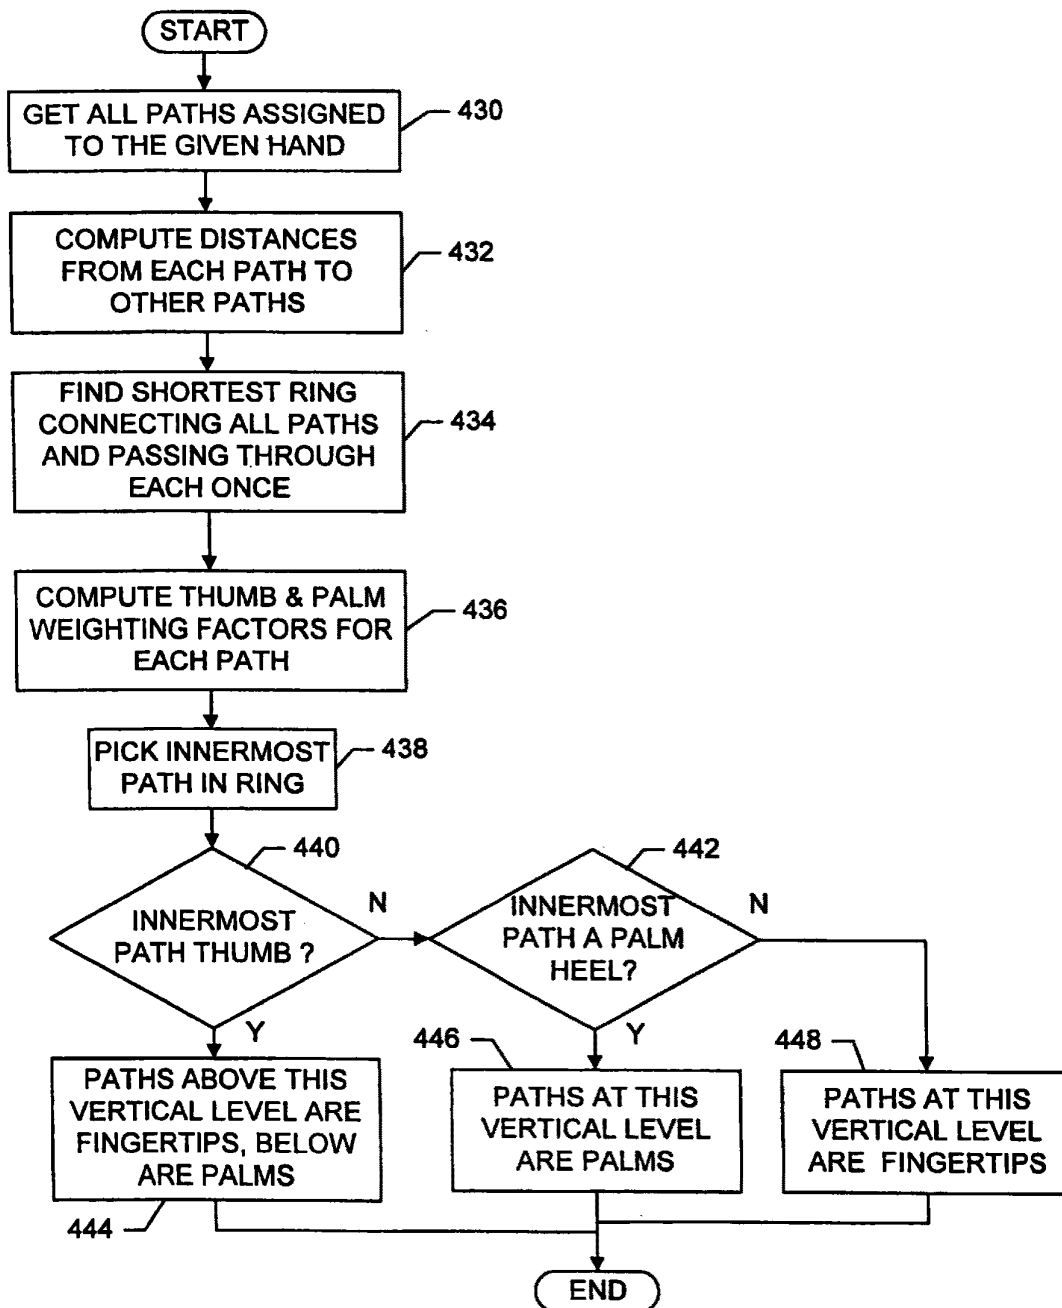 START
GET ALL PATHS ASSIGNED
TO THE GIVEN HAND
430
COMPUTE DISTANCES
FROM EACH PATH TO
OTHER PATHS
432
FIND SHORTEST RING
CONNECTING ALL PATHS
AND PASSING THROUGH
EACH ONCE
434
COMPUTE THUMB & PALM
WEIGHTING FACTORS FOR
EACH PATH
436
PICK INNERMOST
PATH IN RING
438
440
INNERMOST
PATH THUMB ?
N
Y
442
INNERMOST
PATH A PALM
HEEL?
N
Y
PATHS ABOVE THIS
VERTICAL LEVEL ARE
FINGERTIPS, BELOW
ARE PALMS
444
446
PATHS AT THIS
VERTICAL LEVEL
ARE PALMS
448
PATHS AT THIS
VERTICAL LEVEL
ARE FINGERTIPS
END